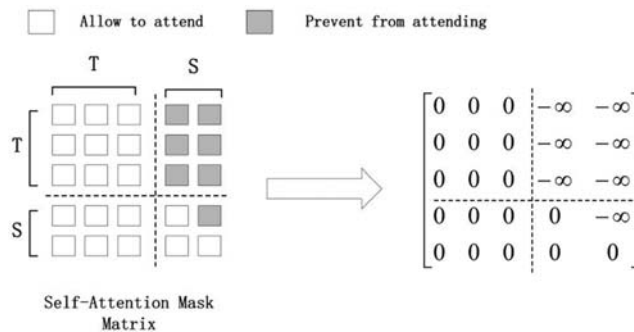 Allow to attend Prevent from attending
T S
T
S
0 0 0 −∞ −∞
0 0 0 −∞ −∞
0 0 0 −∞ −∞
0 0 0 0 −∞
0 0 0 0 0
Self-Attention Mask
Matrix